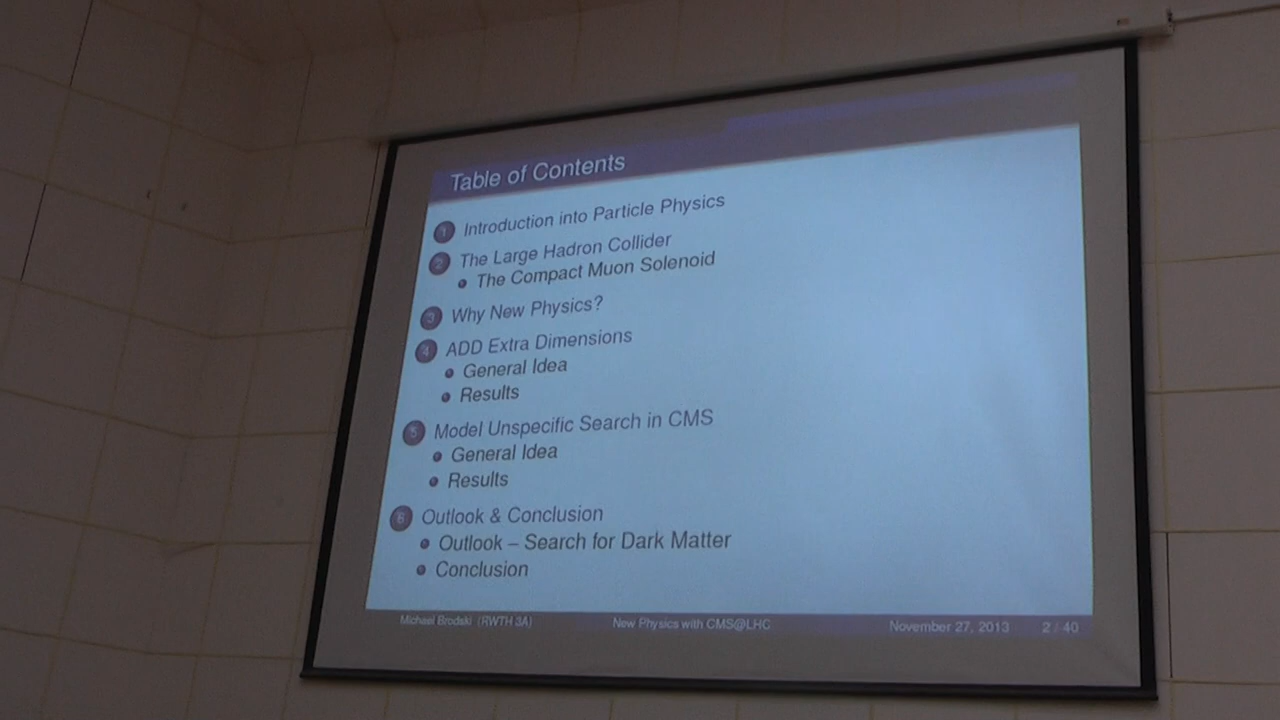 Table of Contents
1 Introduction into Particle Physics
2 The Large Hadron Collider
The Compact Muon Solenoid
3 Why New Physics?
4 ADD Extra Dimensions
General Idea
Results
5 Model Unspecific Search in CMS
General Idea
Results
6 Outlook & Conclusion
Outlook – Search for Dark Matter
Conclusion
Michael Brodski (RWTH 3A) New Physics with CMS@LHC November 27, 2013 2 / 40